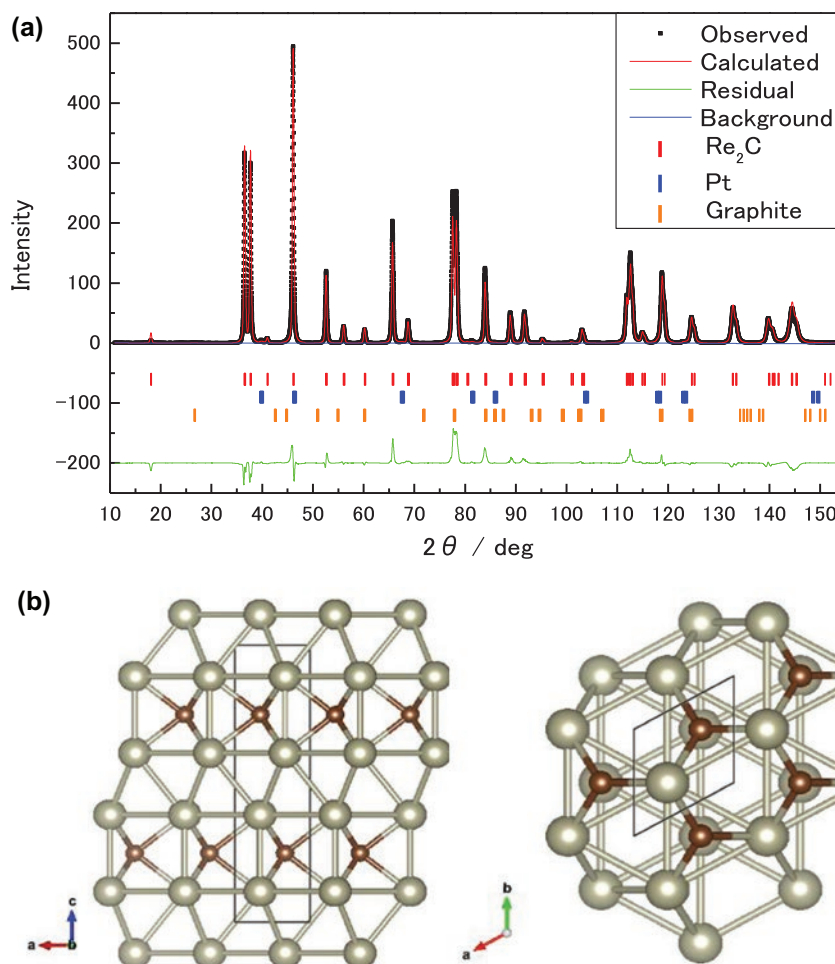 (a)
500
400
300
200
100
0
-100
-200
Intensity
Observed
Calculated
Residual
Background
Re₂C
Pt
Graphite
10 20 30 40 50 60 70 80 90 100 110 120 130 140 150
2θ / deg
(b)
c
a b
b
a